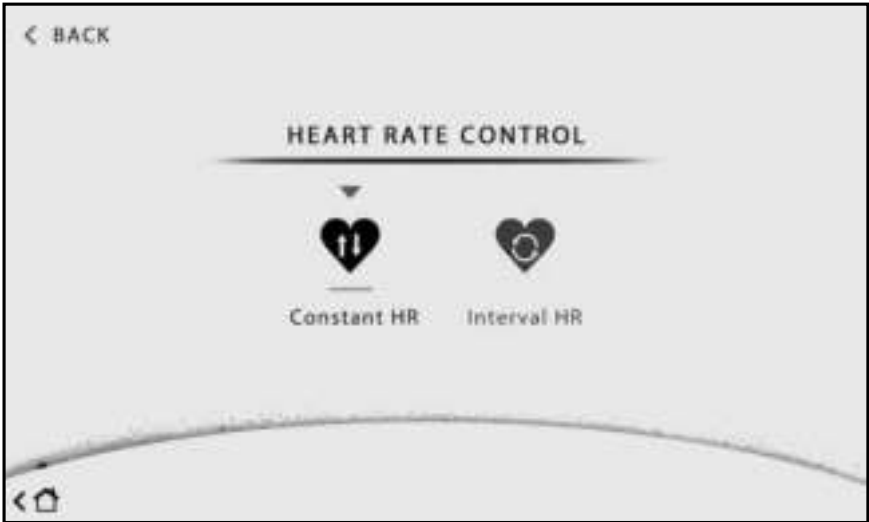 < BACK
HEART RATE CONTROL
Constant HR
Interval HR